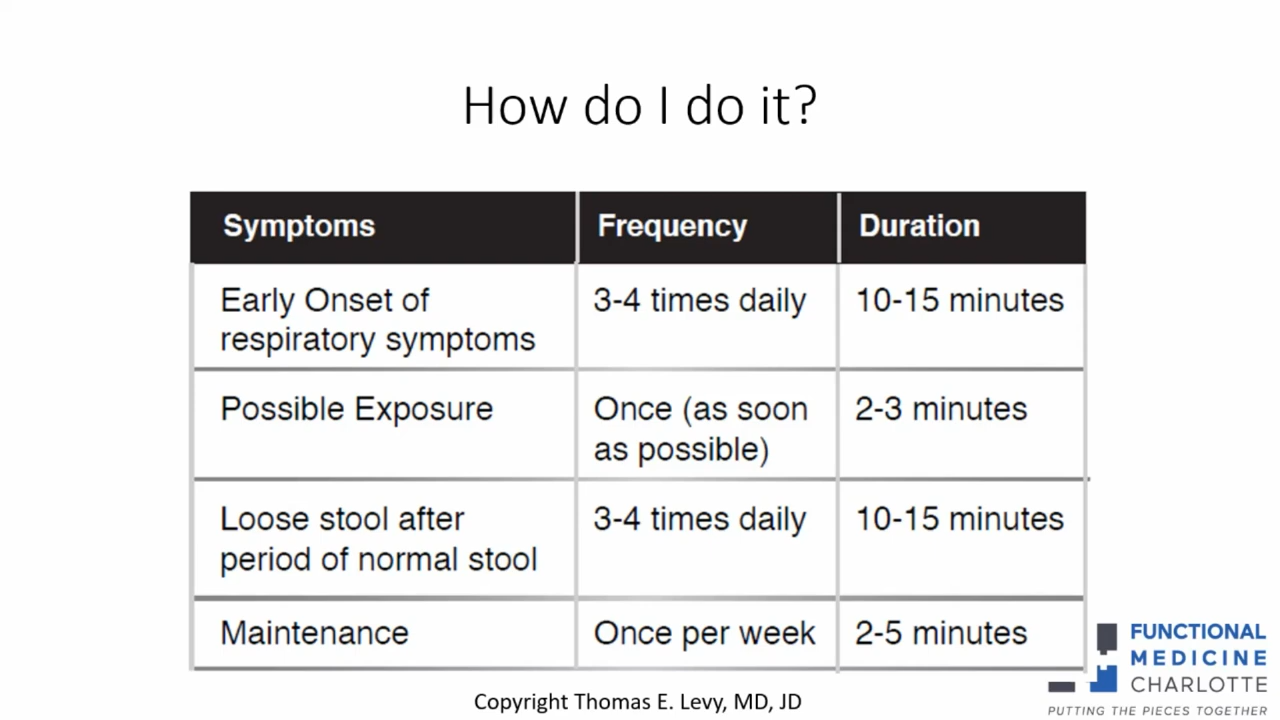 How do I do it?
Symptoms Frequency Duration
Early Onset of 3-4 times daily 10-15 minutes
respiratory symptoms
Possible Exposure Once (as soon 2-3 minutes
as possible)
Loose stool after 3-4 times daily 10-15 minutes
period of normal stool
Maintenance Once per week 2-5 minutes
Copyright Thomas E. Levy, MD, JD
FUNCTIONAL
MEDICINE
CHARLOTTE
PUTTING THE PIECES TOGETHER